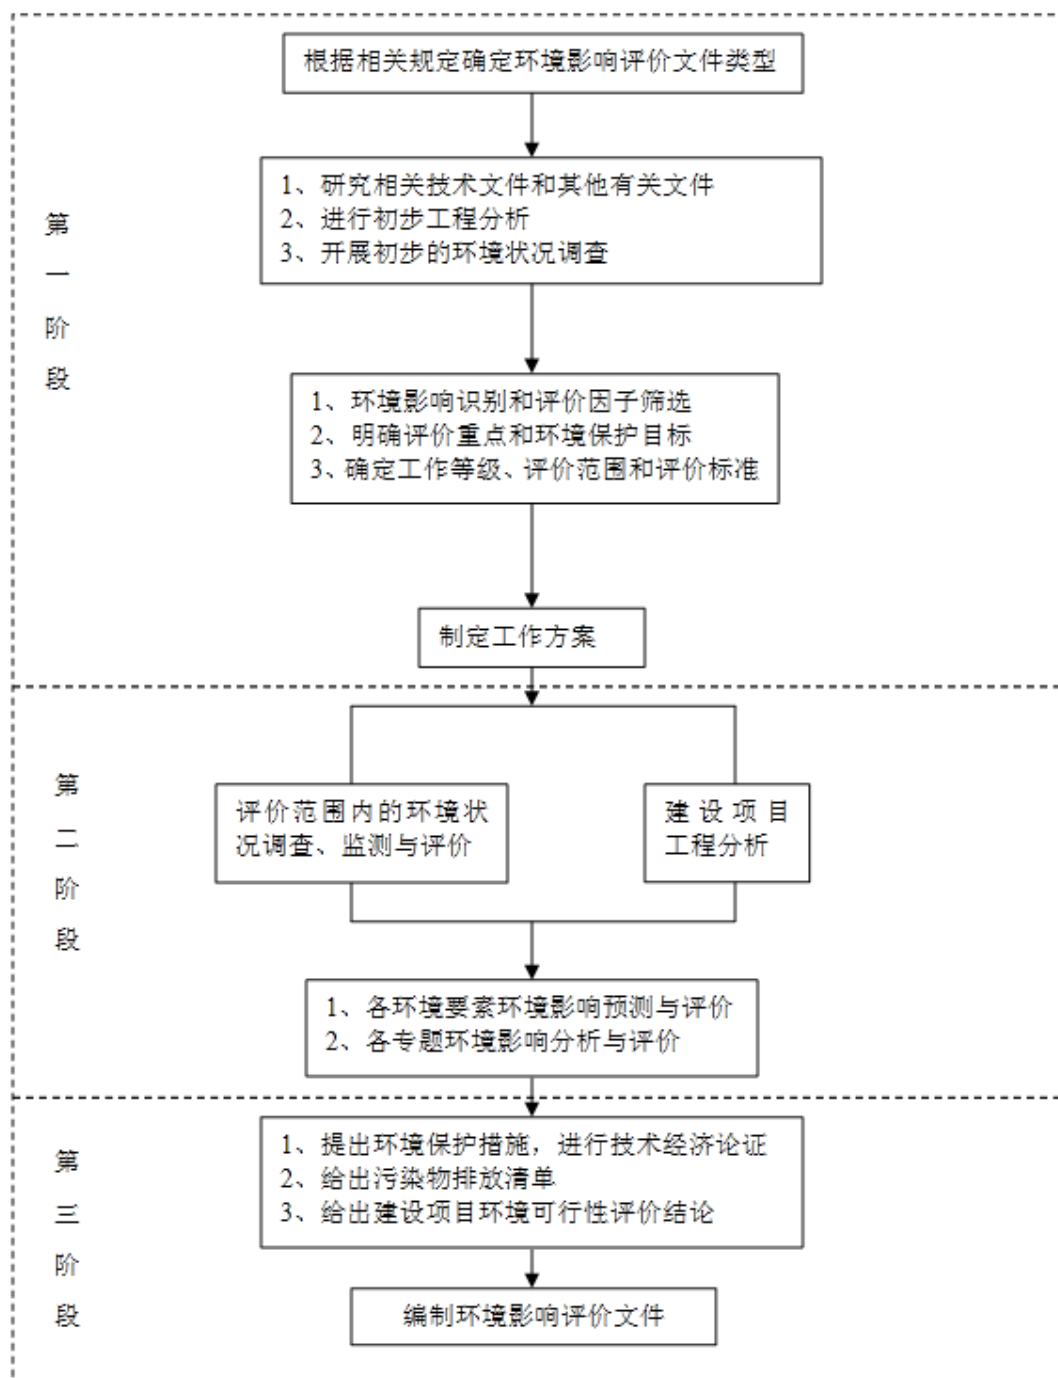 根据相关规定确定环境影响评价文件类型
1、研究相关技术文件和其他有关文件
2、进行初步工程分析
3、开展初步的环境状况调查
第
一
阶
段
1、环境影响识别和评价因子筛选
2、明确评价重点和环境保护目标
3、确定工作等级、评价范围和评价标准
制定工作方案
第
二
阶
段
评价范围内的环境状
况调查、监测与评价
建设项目
工程分析
1、各环境要素环境影响预测与评价
2、各专题环境影响分析与评价
第
三
阶
段
1、提出环境保护措施，进行技术经济论证
2、给出污染物排放清单
3、给出建设项目环境可行性评价结论
编制环境影响评价文件